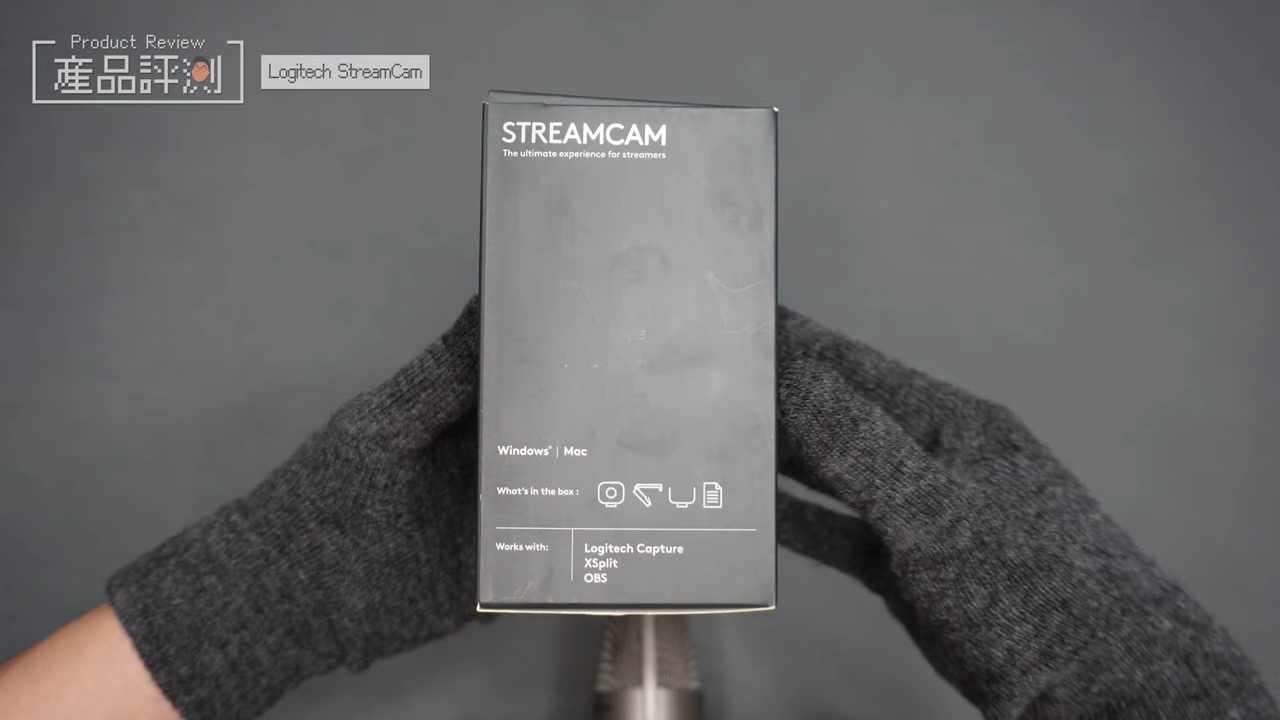 Product Review
產品評測
Logitech StreamCam
STREAMCAM
The ultimate experience for streamers
Windows® | Mac
What's in the box :
Works with:
Logitech Capture
XSplit
OBS